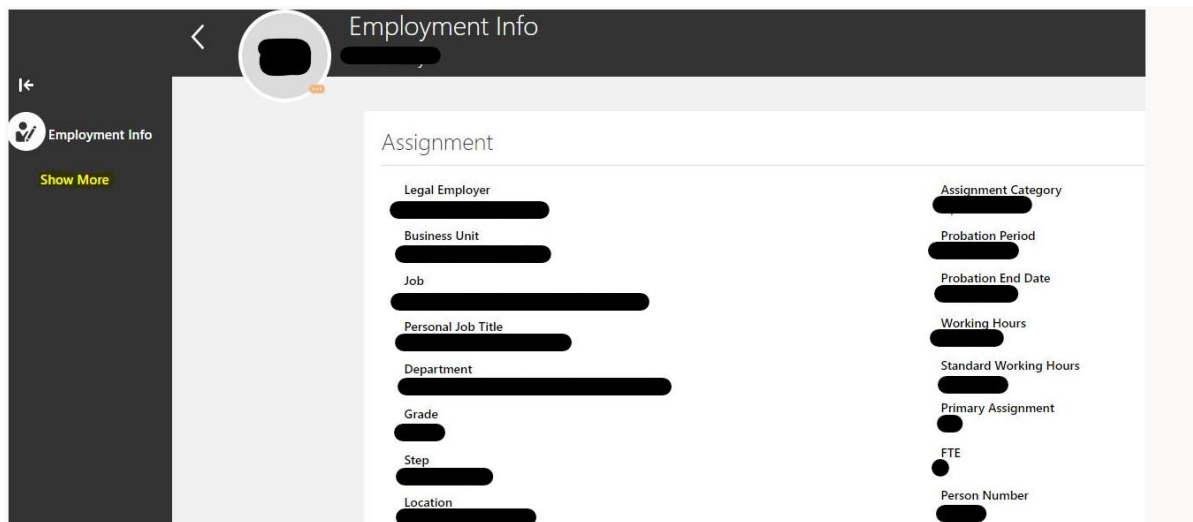 Employment Info
Employment Info
Show More
Assignment
Legal Employer
Business Unit
Job
Personal Job Title
Department
Grade
Step
Location
Assignment Category
Probation Period
Probation End Date
Working Hours
Standard Working Hours
Primary Assignment
FTE
Person Number